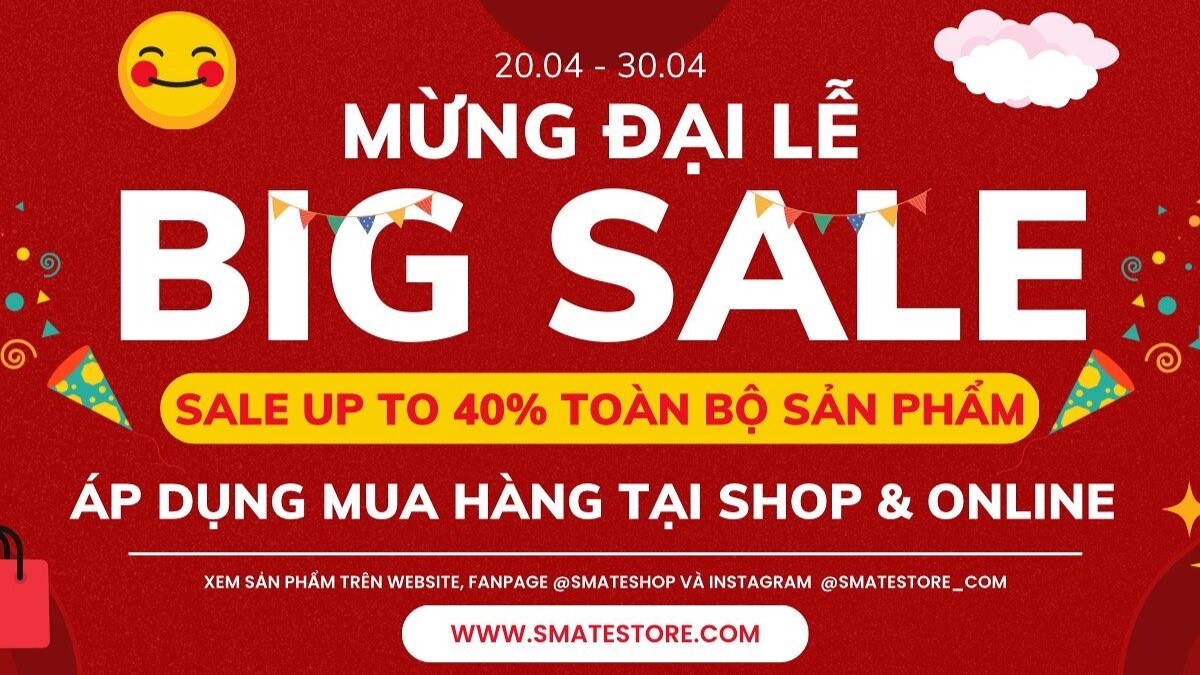 20.04 - 30.04
MỪNG ĐẠI LỄ
BIG SALE
SALE UP TO 40% TOÀN BỘ SẢN PHẨM
ÁP DỤNG MUA HÀNG TẠI SHOP & ONLINE
XEM SẢN PHẨM TRÊN WEBSITE, FANPAGE @SMATESHOP VÀ INSTAGRAM @SMATESTORE_COM
WWW.SMATESTORE.COM